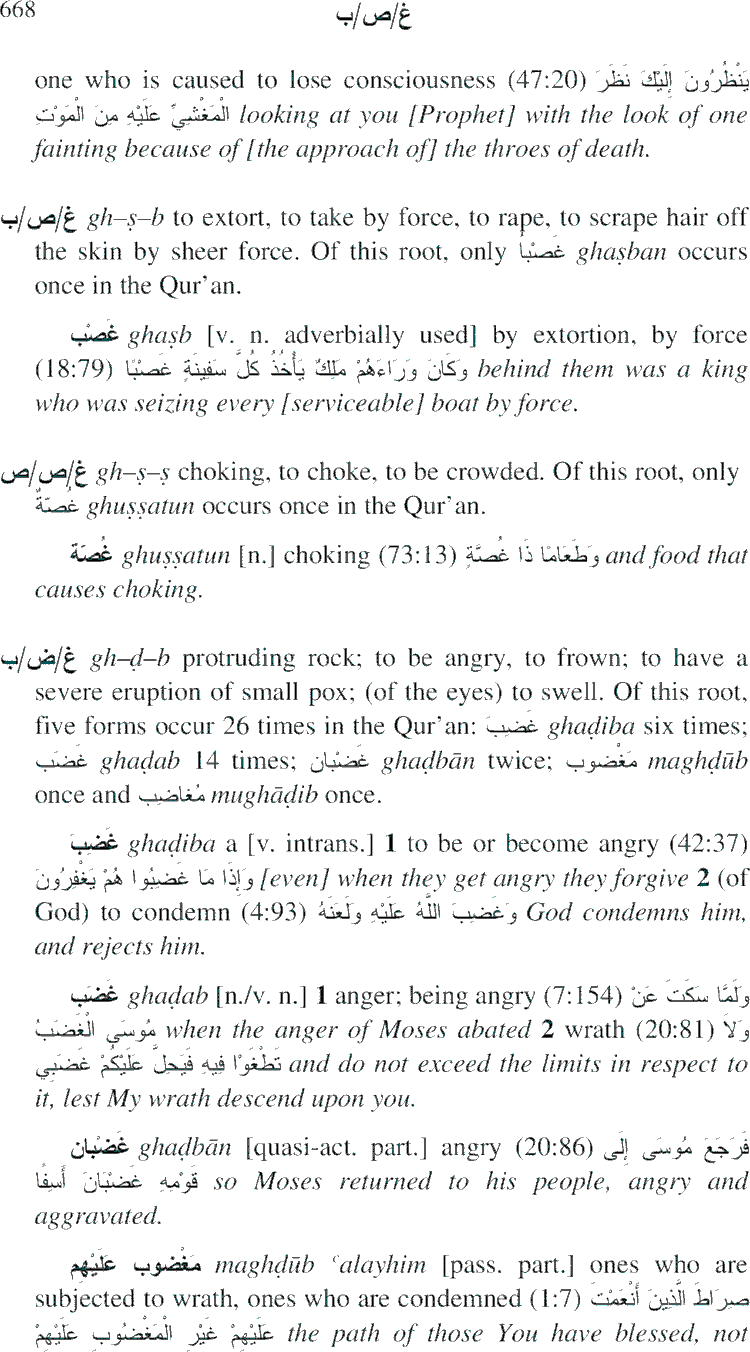 668 غ/ص/ب
one who is caused to lose consciousness (47:20) يَنْظُرُونَ إِلَيْكَ نَظَرَ
الْمَغْشِيِّ عَلَيْهِ مِنَ الْمَوْتِ looking at you [Prophet] with the look of one
fainting because of [the approach of] the throes of death.
غ/ص/ب gh–ṣ–b to extort, to take by force, to rape, to scrape hair off
the skin by sheer force. Of this root, only غَصْبًا ghaṣban occurs
once in the Qur'an.
غَصْب ghaṣb [v. n. adverbially used] by extortion, by force
(18:79) وَكَانَ وَرَاءَهُمْ مَلِكٌ يَأْخُذُ كُلَّ سَفِينَةٍ غَصْبًا behind them was a king
who was seizing every [serviceable] boat by force.
غ/ص/ص gh–ṣ–ṣ choking, to choke, to be crowded. Of this root, only
غُصَّةٌ ghuṣṣatun occurs once in the Qur'an.
غُصَّة ghuṣṣatun [n.] choking (73:13) وَطَعَامًا ذَا غُصَّةٍ and food that
causes choking.
غ/ض/ب gh–ḍ–b protruding rock; to be angry, to frown; to have a
severe eruption of small pox; (of the eyes) to swell. Of this root,
five forms occur 26 times in the Qur'an: غَضِبَ ghaḍiba six times;
غَضَب ghaḍab 14 times; غَضْبَان ghaḍbān twice; مَغْضُوب maghḍūb
once and مُغَاضِب mughāḍib once.
غَضِبَ ghaḍiba a [v. intrans.] 1 to be or become angry (42:37)
وَإِذَا مَا غَضِبُوا هُمْ يَغْفِرُونَ [even] when they get angry they forgive 2 (of
God) to condemn (4:93) وَغَضِبَ اللَّهُ عَلَيْهِ وَلَعَنَهُ God condemns him,
and rejects him.
غَضَب ghaḍab [n./v. n.] 1 anger; being angry (7:154) وَلَمَّا سَكَتَ عَنْ
مُوسَى الْغَضَبُ when the anger of Moses abated 2 wrath (20:81) وَلَا
تَطْغَوْا فِيهِ فَيَحِلَّ عَلَيْكُمْ غَضَبِي and do not exceed the limits in respect to
it, lest My wrath descend upon you.
غَضْبَان ghaḍbān [quasi-act. part.] angry (20:86) فَرَجَعَ مُوسَى إِلَى
قَوْمِهِ غَضْبَانَ أَسِفًا so Moses returned to his people, angry and
aggravated.
مَغْضُوب عَلَيْهِم maghḍūb ʿalayhim [pass. part.] ones who are
subjected to wrath, ones who are condemned (1:7) صِرَاطَ الَّذِينَ أَنْعَمْتَ
عَلَيْهِمْ غَيْرِ الْمَغْضُوبِ عَلَيْهِمْ the path of those You have blessed, not